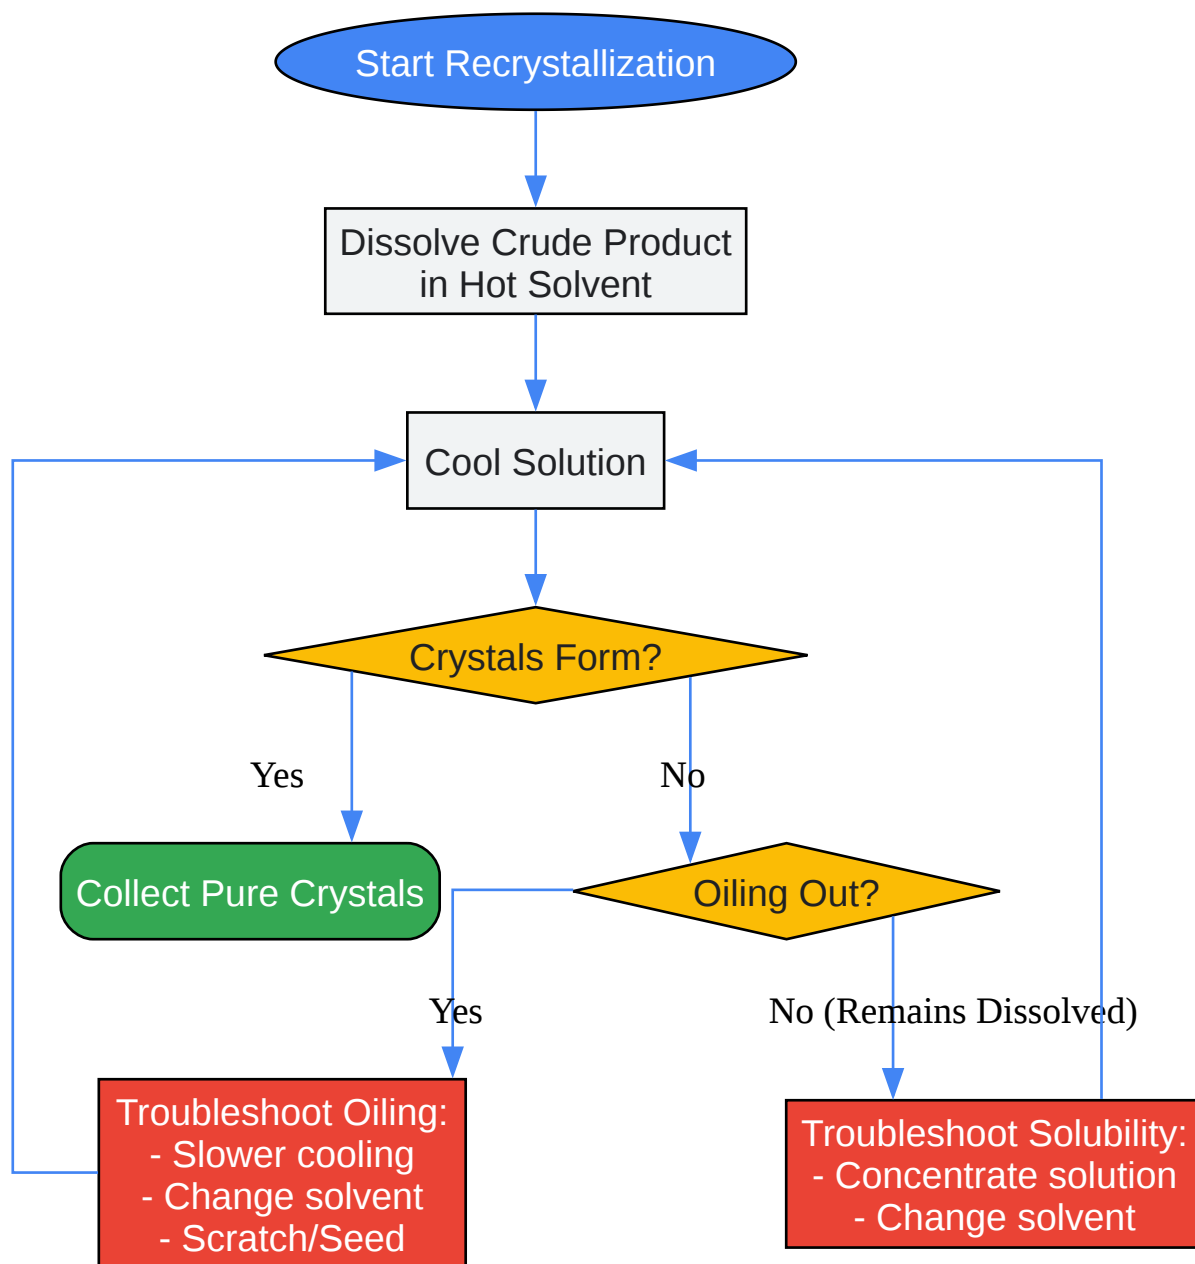 Start Recrystallization
Dissolve Crude Product
in Hot Solvent
Cool Solution
Crystals Form?
Yes
No
Collect Pure Crystals
Oiling Out?
Yes
No (Remains Dissolved)
Troubleshoot Oiling:
- Slower cooling
- Change solvent
- Scratch/Seed
Troubleshoot Solubility:
- Concentrate solution
- Change solvent